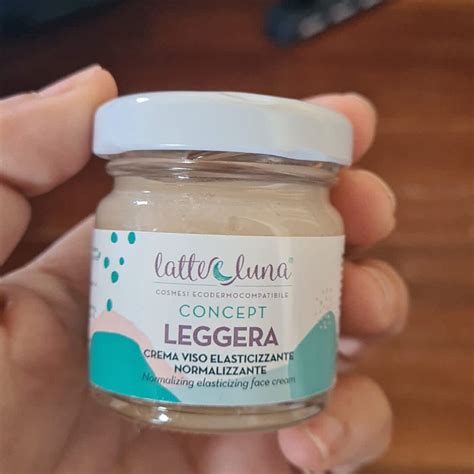 latte e luna
COSMESI ECODERMOCOMPATIBILE
CONCEPT
LEGGERA
CREMA VISO ELASTICIZZANTE
NORMALIZZANTE
Normalizing elasticizing face cream